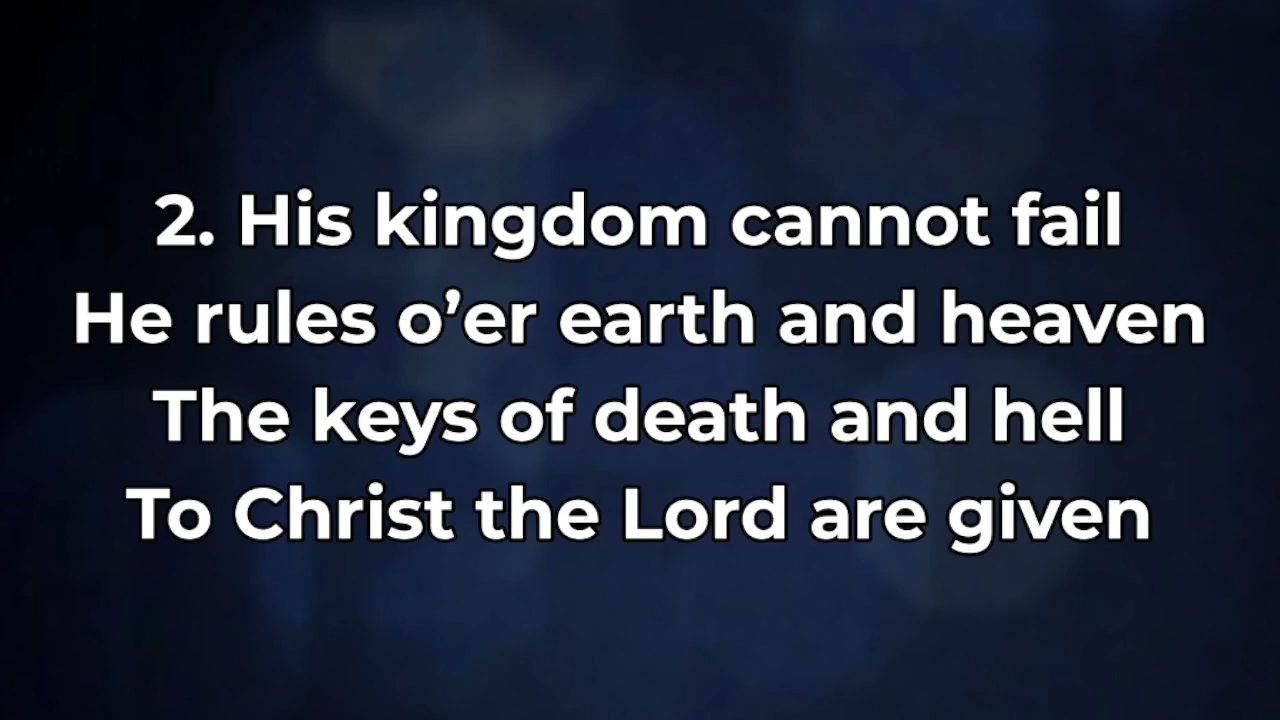 2. His kingdom cannot fail
He rules o’er earth and heaven
The keys of death and hell
To Christ the Lord are given